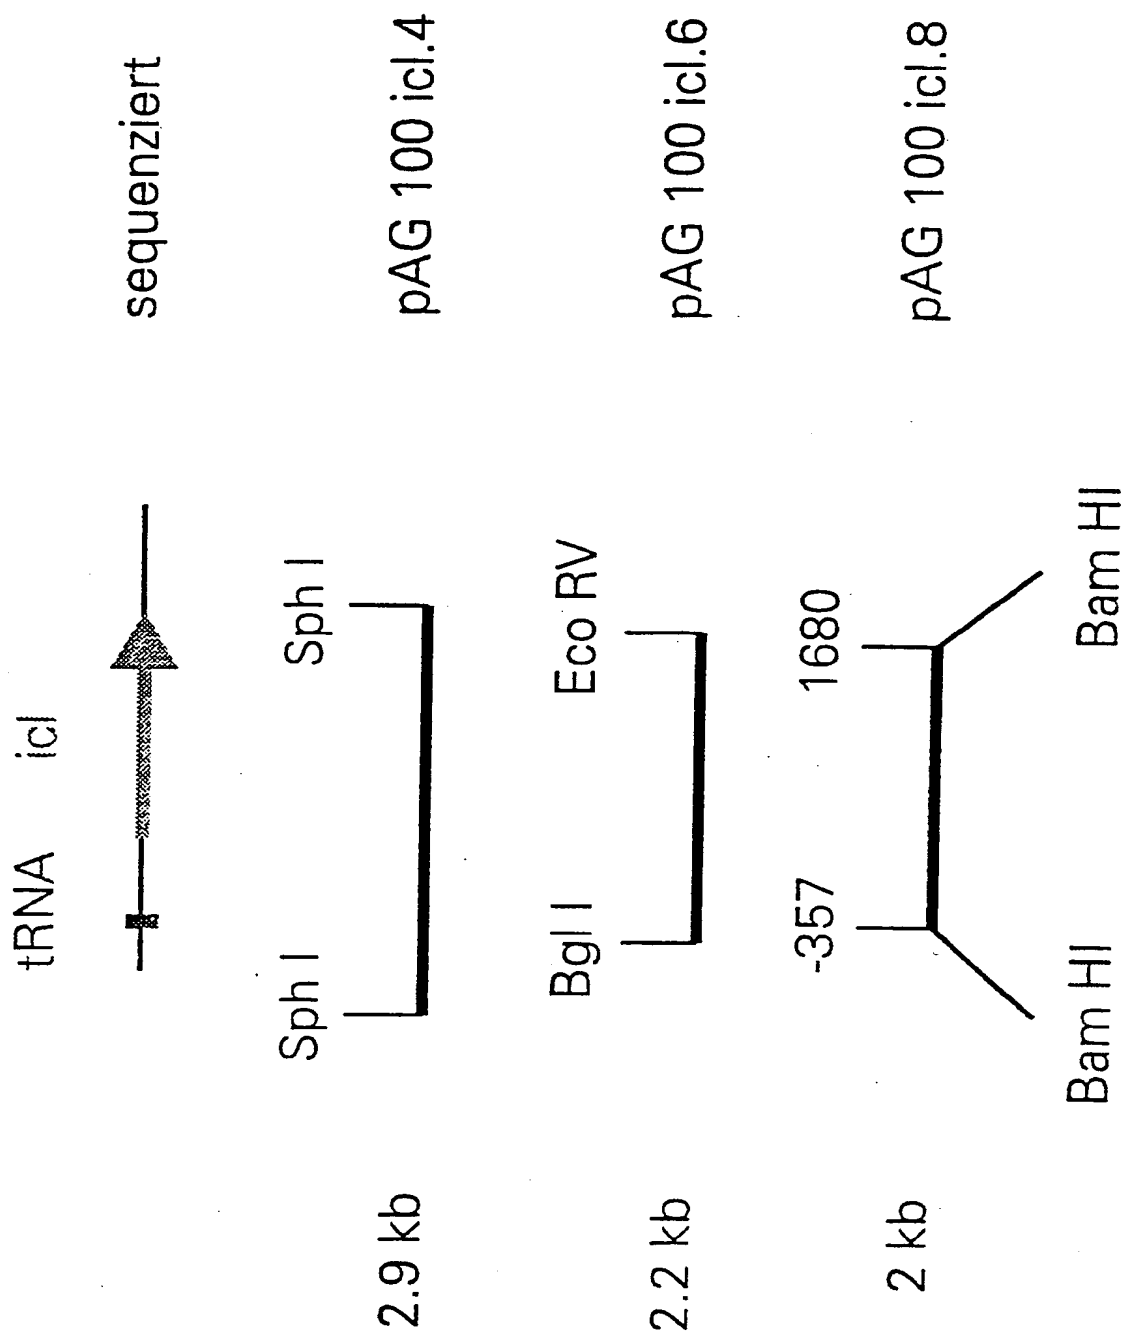 tRNA icl
sequenziert
Sph I Sph I
2.9 kb pAG 100 icl.4
Bgl I Eco RV
2.2 kb pAG 100 icl.6
-357 1680
2 kb pAG 100 icl.8
Bam HI Bam HI